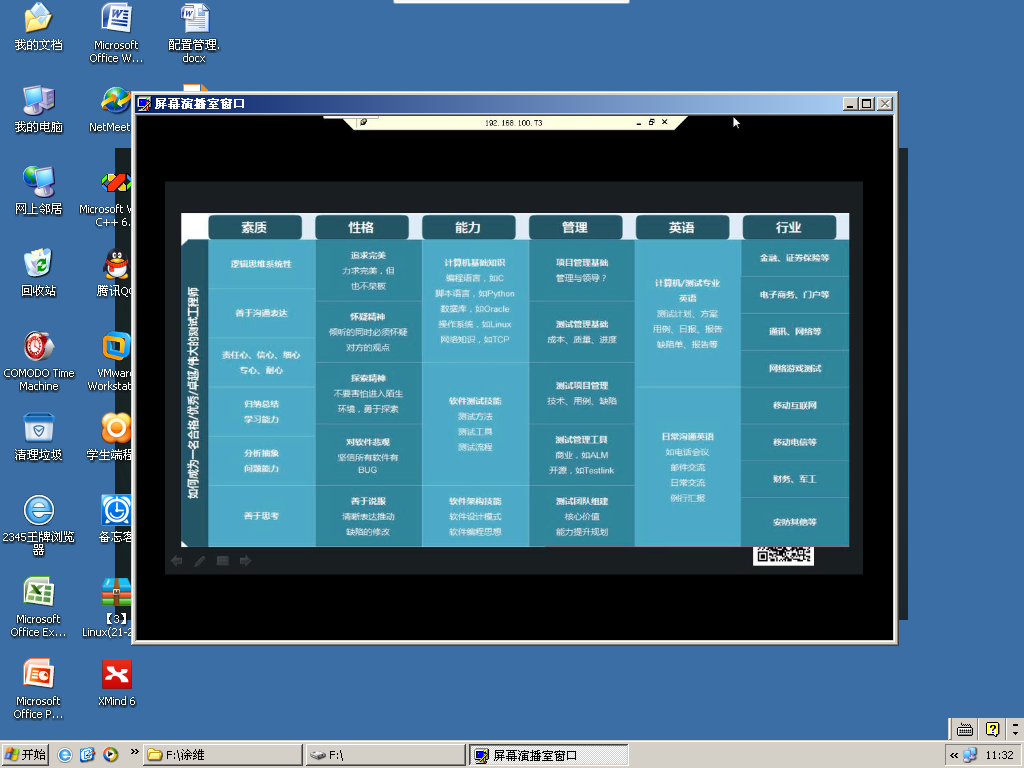 我的文档
Microsoft
Office W...
配置管理.
docx
我的电脑
NetMeet
网上邻居
Microsoft V
C++ 6.
回收站
腾讯QQ
COMODO Time
Machine
VMwar
Workstat
清理垃圾
学生端程
2345王牌浏览
器
备忘客
Microsoft
Office Ex...
【3】
Linux(21-2
Microsoft
Office P...
XMind 6
屏幕演播室窗口
192.168.100.73
如何成为一名合格/优秀/卓越/伟大的测试工程师
素质
逻辑思维系统性
善于沟通表达
责任心、信心、细心
专心、耐心
归纳总结
学习能力
分析抽象
问题能力
善于思考
性格
追求完美
力求完美，但
也不呆板
怀疑精神
倾听的同时必须怀疑
对方的观点
探索精神
不要害怕进入陌生
环境，勇于探索
对软件悲观
坚信所有软件有
BUG
善于说服
清晰表达推动
缺陷的修改
能力
计算机基础知识
编程语言，如C
脚本语言，如Python
数据库，如Oracle
操作系统，如Linux
网络知识，如TCP
软件测试技能
测试方法
测试工具
测试流程
软件架构技能
软件设计模式
软件编程思想
管理
项目管理基础
管理与领导？
测试管理基础
成本、质量、进度
测试项目管理
技术、用例、缺陷
测试管理工具
商业，如ALM
开源，如Testlink
测试团队组建
核心价值
能力提升规划
英语
计算机/测试专业
英语
测试计划、方案
用例、日报、报告
缺陷单、报告等
日常沟通英语
如电话会议
邮件交流
日常交流
例行汇报
行业
金融、证券保险等
电子商务、门户等
通讯、网络等
网络游戏测试
移动互联网
移动电信等
财务、军工
安防其他等
开始
F:\涂维
F:\
屏幕演播室窗口
11:32